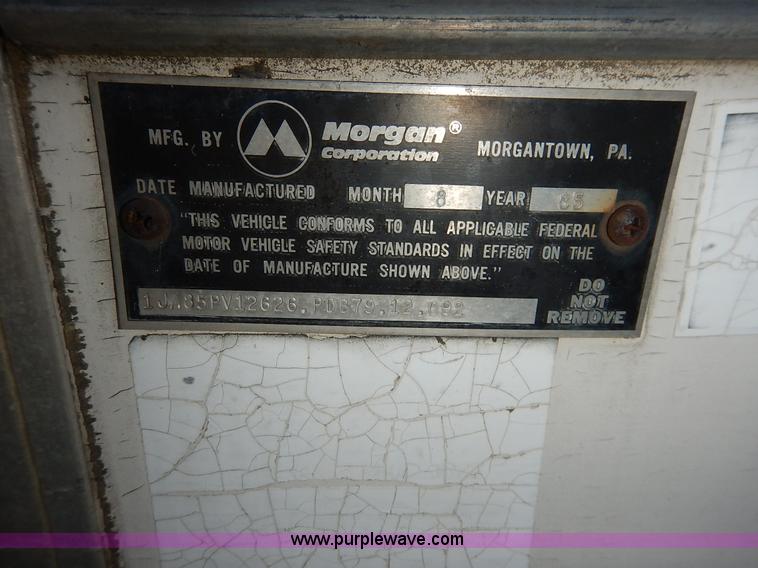 MFG. BY Morgan® Corporation MORGANTOWN, PA.
DATE MANUFACTURED MONTH 8 YEAR 85
"THIS VEHICLE CONFORMS TO ALL APPLICABLE FEDERAL
MOTOR VEHICLE SAFETY STANDARDS IN EFFECT ON THE
DATE OF MANUFACTURE SHOWN ABOVE."
DO
NOT
REMOVE
www.purplewave.com